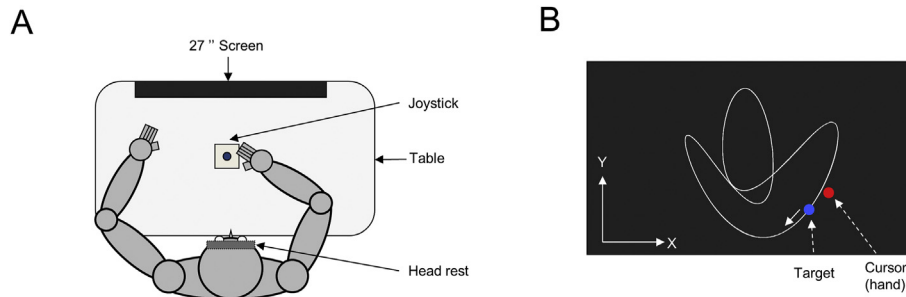 A
27 ’’ Screen
Joystick
Table
Head rest
B
Y
X
Target
Cursor
(hand)